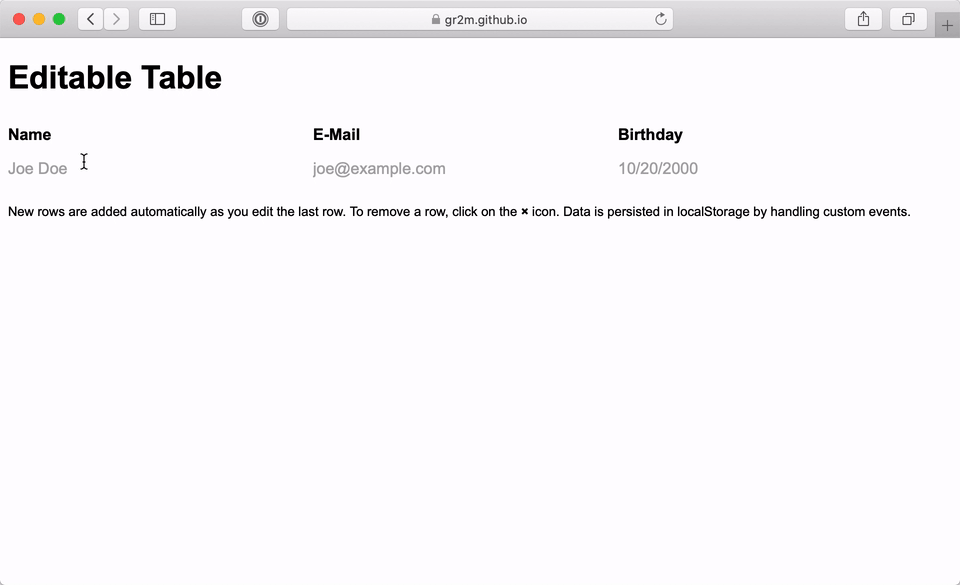 gr2m.github.io
Editable Table
Name E-Mail Birthday
Joe Doe joe@example.com 10/20/2000
New rows are added automatically as you edit the last row. To remove a row, click on the × icon. Data is persisted in localStorage by handling custom events.